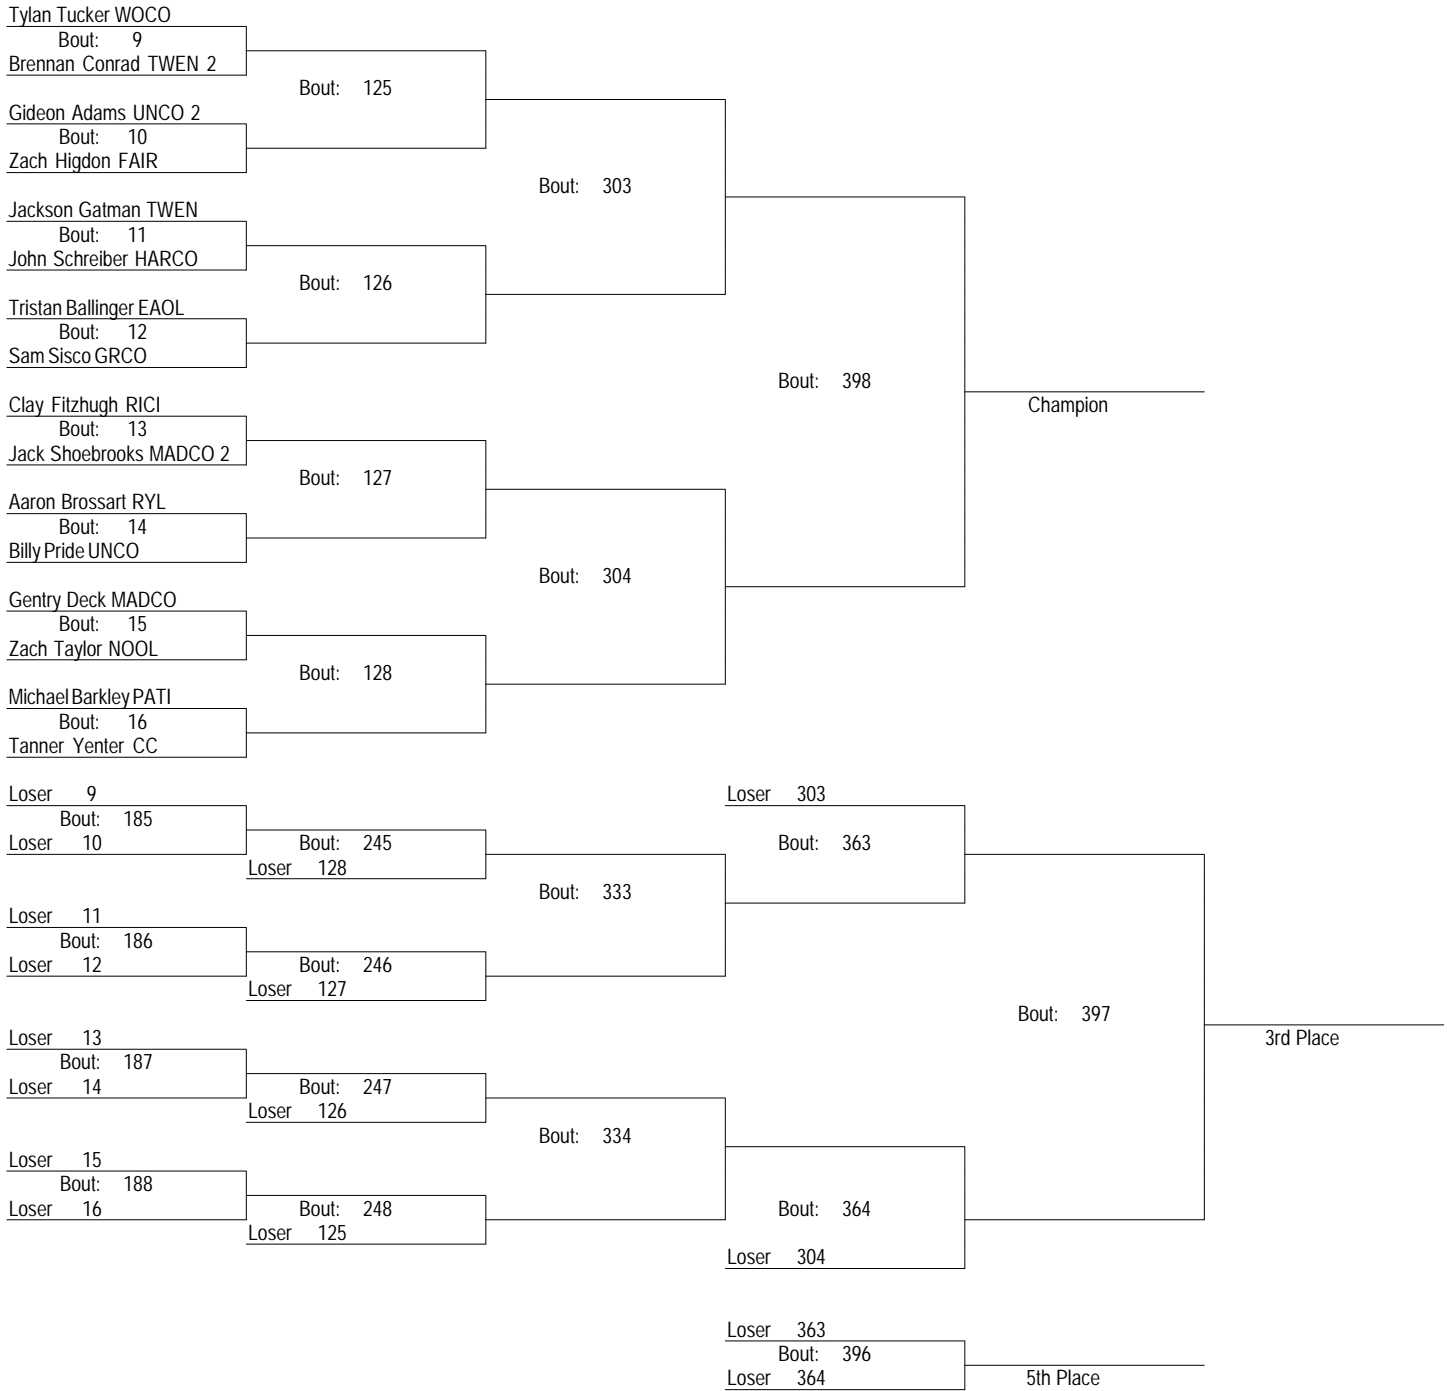 Tylan Tucker WOCO
Bout: 9
Brennan Conrad TWEN 2
Bout: 125
Gideon Adams UNCO 2
Bout: 10
Zach Higdon FAIR
Bout: 303
Jackson Gatman TWEN
Bout: 11
John Schreiber HARCO
Bout: 126
Tristan Ballinger EAOL
Bout: 12
Sam Sisco GRCO
Bout: 398
Champion
Clay Fitzhugh RICI
Bout: 13
Jack Shoebrooks MADCO 2
Bout: 127
Aaron Brossart RYL
Bout: 14
Billy Pride UNCO
Bout: 304
Gentry Deck MADCO
Bout: 15
Zach Taylor NOOL
Bout: 128
Michael Barkley PATI
Bout: 16
Tanner Yenter CC
Loser 9
Bout: 185
Loser 10
Bout: 245
Loser 128
Loser 303
Bout: 363
Bout: 333
Loser 11
Bout: 186
Loser 12
Bout: 246
Loser 127
Bout: 397
3rd Place
Loser 13
Bout: 187
Loser 14
Bout: 247
Loser 126
Bout: 334
Loser 15
Bout: 188
Loser 16
Bout: 248
Loser 125
Bout: 364
Loser 304
Loser 363
Bout: 396
Loser 364
5th Place